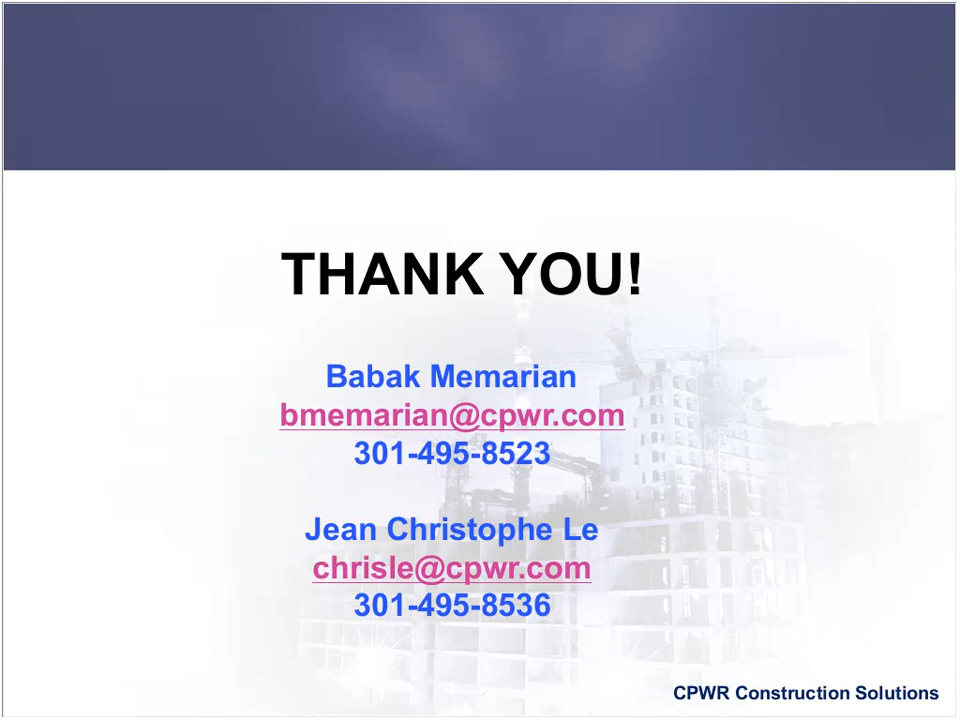 THANK YOU!
Babak Memarian
bmemarian@cpwr.com
301-495-8523
Jean Christophe Le
chrisle@cpwr.com
301-495-8536
CPWR Construction Solutions